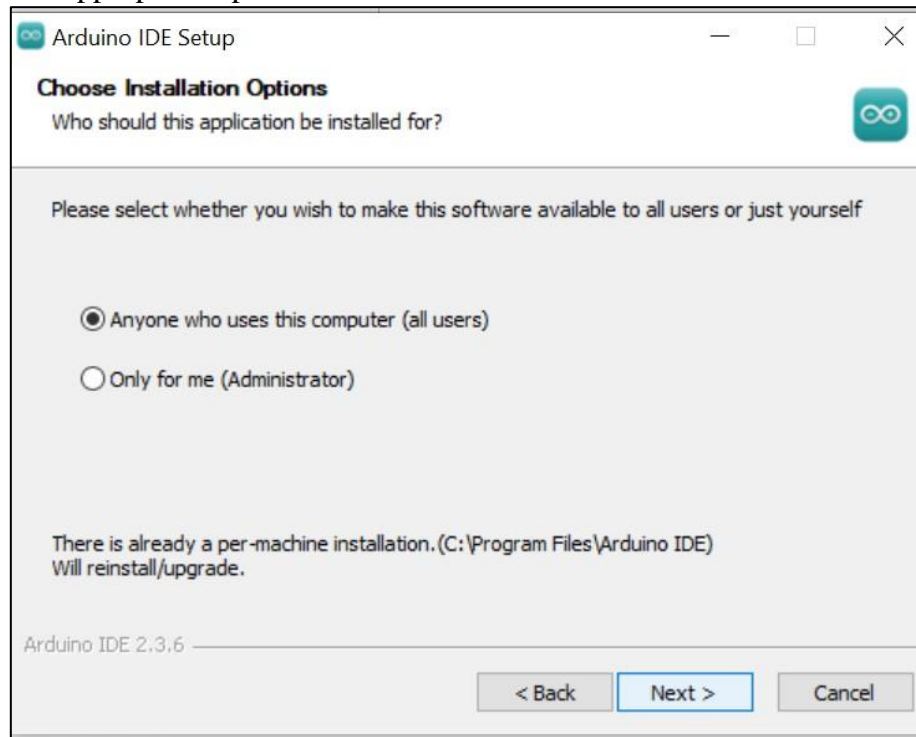 Arduino IDE Setup
Choose Installation Options
Who should this application be installed for?
Please select whether you wish to make this software available to all users or just yourself
Anyone who uses this computer (all users)
Only for me (Administrator)
There is already a per-machine installation.(C:\Program Files\Arduino IDE)
Will reinstall/upgrade.
Arduino IDE 2.3.6
< Back Next > Cancel